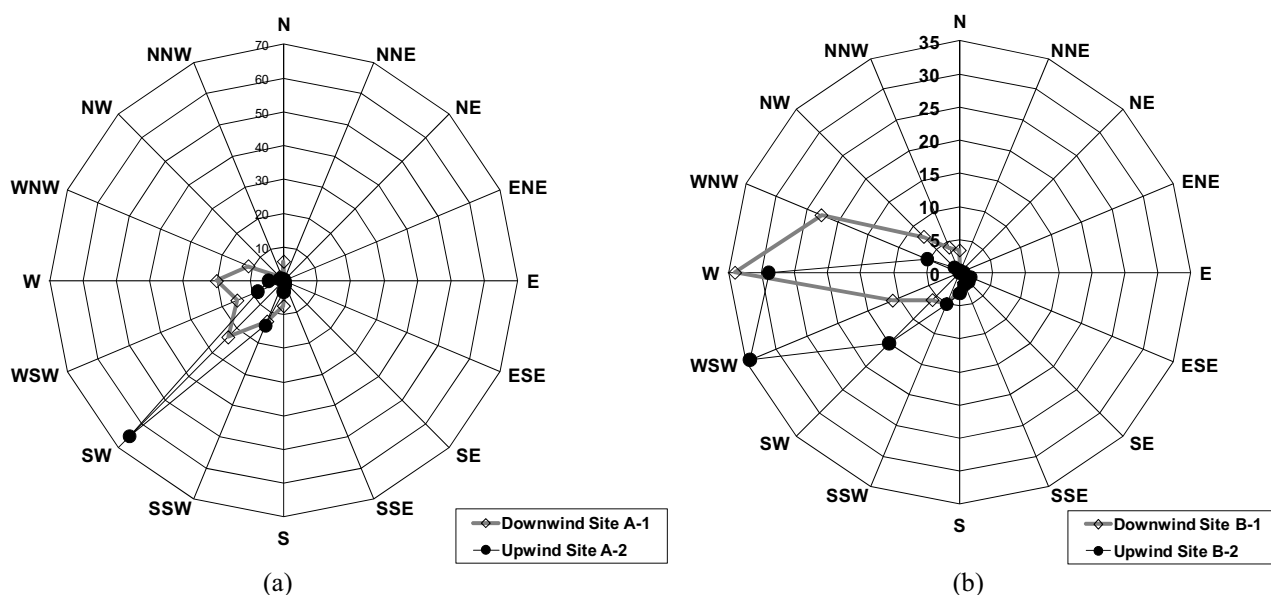 N
NNW
NNE
NW
NE
WNW
ENE
W
E
WSW
ESE
SW
SE
SSW
SSE
S
70
60
50
40
30
20
10
0
Downwind Site A-1
Upwind Site A-2
(a)
N
NNW
NNE
NW
NE
WNW
ENE
W
E
WSW
ESE
SW
SE
SSW
SSE
S
35
30
25
20
15
10
5
0
Downwind Site B-1
Upwind Site B-2
(b)